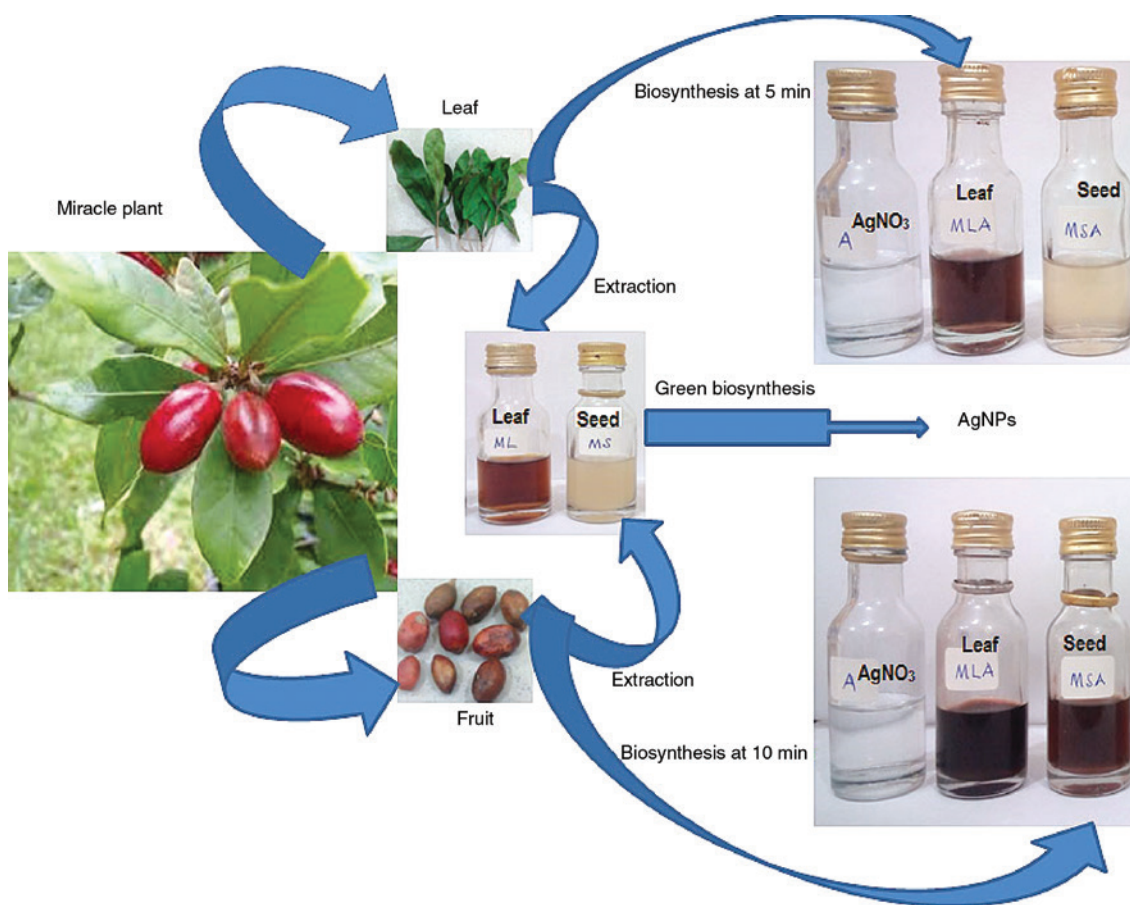 Miracle plant
Leaf
Biosynthesis at 5 min
Extraction
AgNO₃
A
Leaf
MLA
Seed
MSA
Leaf
ML
Seed
MS
Green biosynthesis
AgNPs
Fruit
Extraction
Biosynthesis at 10 min
A AgNO₃
Leaf
MLA
Seed
MSA